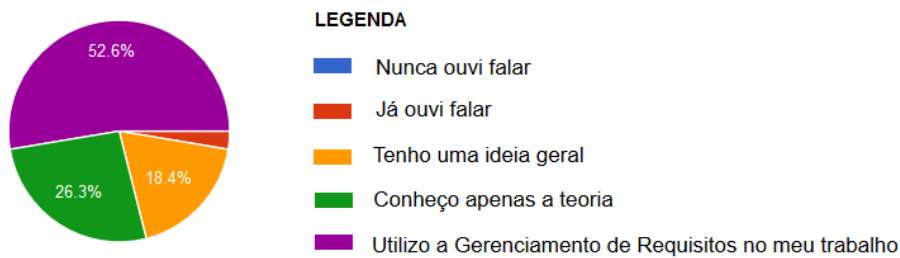 LEGENDA
52.6%
Nunca ouvi falar
Já ouvi falar
Tenho uma ideia geral
18.4%
26.3%
Conheço apenas a teoria
Utilizo a Gerenciamento de Requisitos no meu trabalho